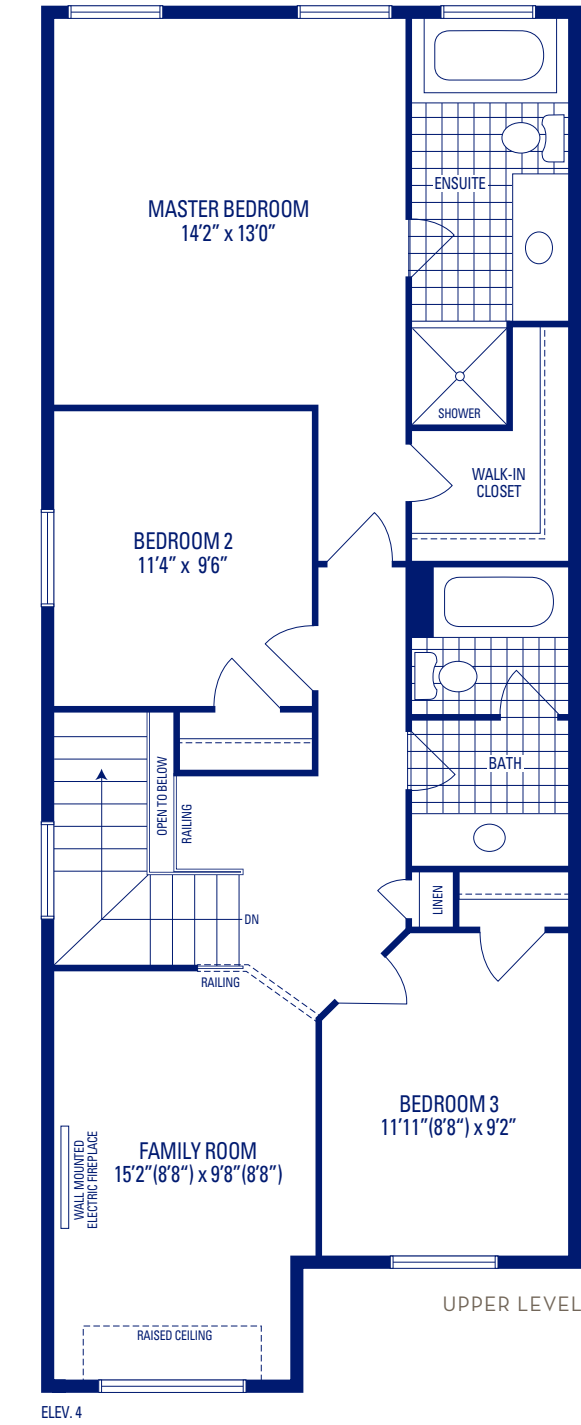 ENSUITE
MASTER BEDROOM
14'2" x 13'0"
SHOWER
WALK-IN
CLOSET
BEDROOM 2
11'4" x 9'6"
BATH
OPEN TO BELOW
RAILING
LINEN
DN
RAILING
BEDROOM 3
11'11"(8'8") x 9'2"
FAMILY ROOM
15'2"(8'8") x 9'8"(8'8")
WALL MOUNTED
ELECTRIC FIREPLACE
UPPER LEVEL
RAISED CEILING
ELEV. 4